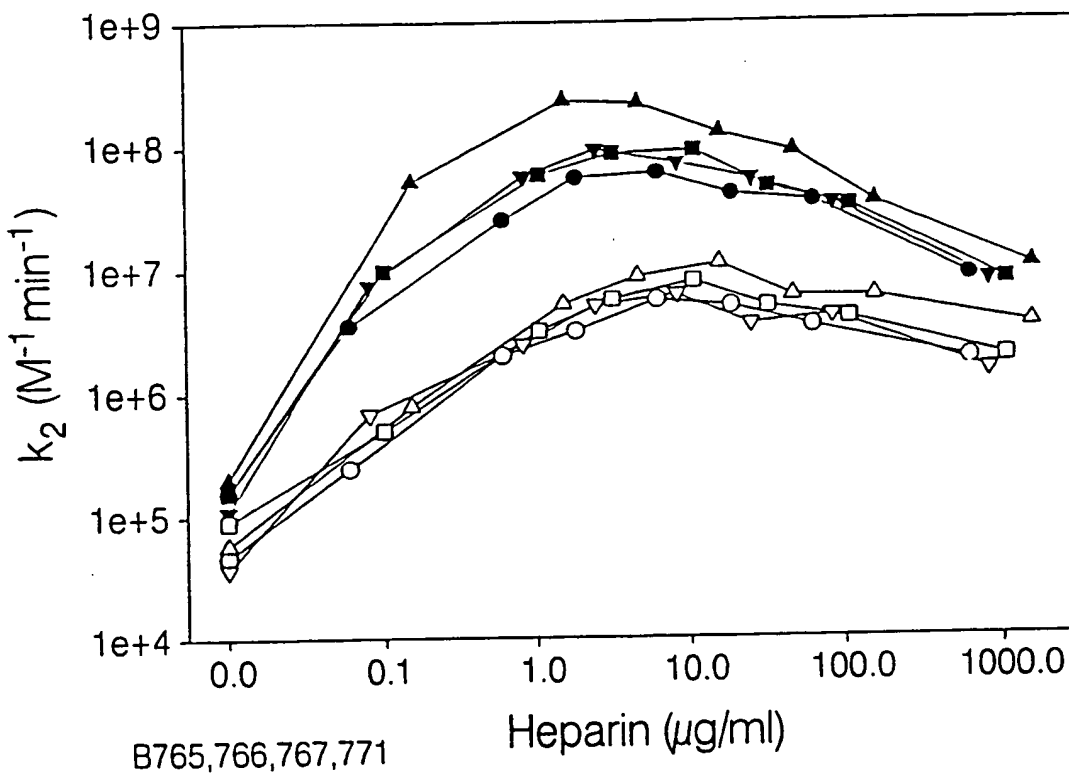 1e+9
1e+8
1e+7
1e+6
1e+5
1e+4
k₂ (M⁻¹ min⁻¹)
0.0 0.1 1.0 10.0 100.0 1000.0
Heparin (µg/ml)
B765,766,767,771